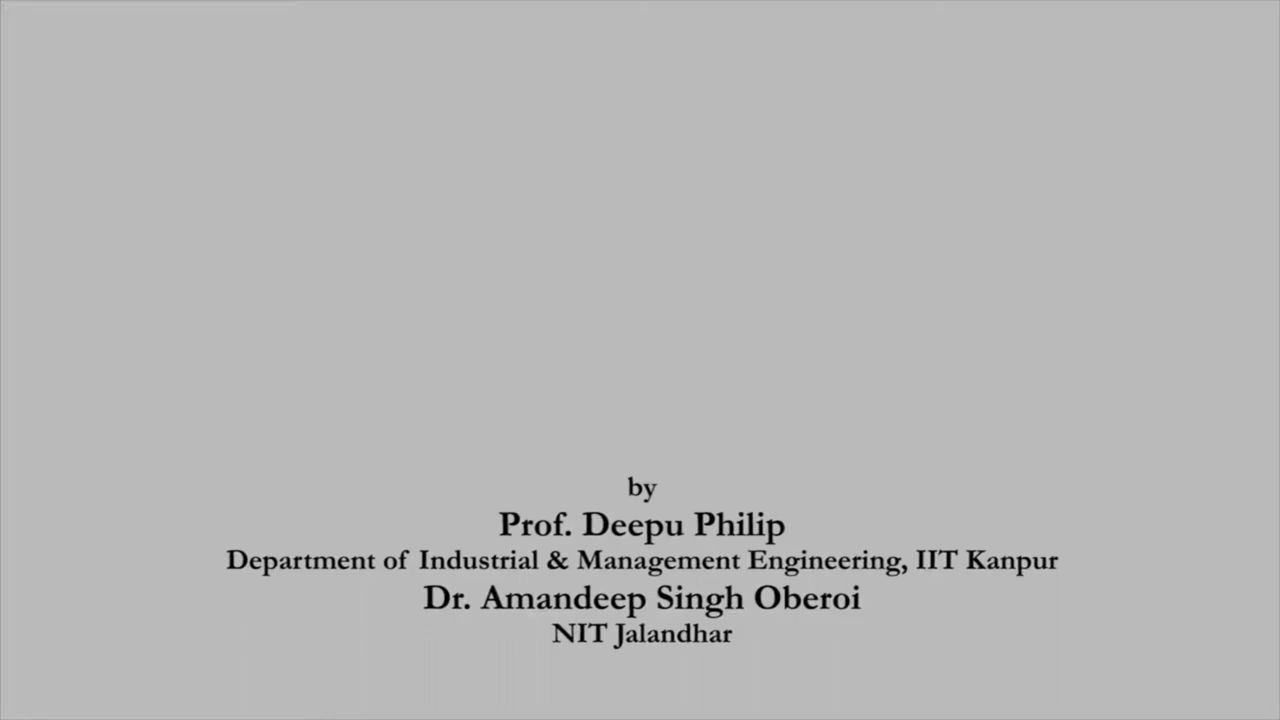 by
Prof. Deepu Philip
Department of Industrial & Management Engineering, IIT Kanpur
Dr. Amandeep Singh Oberoi
NIT Jalandhar